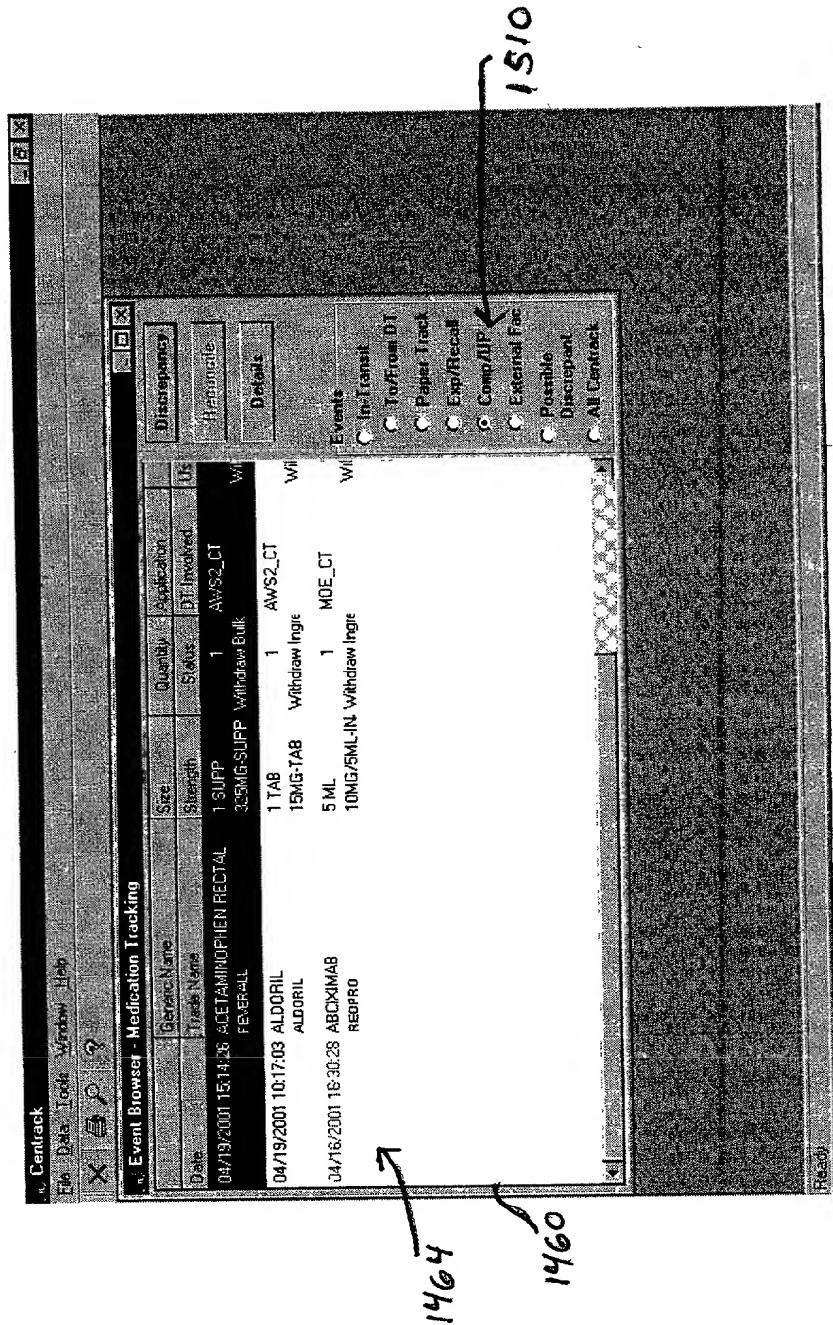 Centrack
File Data Tools Window Help
?
Event Browser - Medication Tracking
Generic Name Size Quantity Application
Date Trade Name Strength Status DT Involved Us
04/19/2001 15:14:26 ACETAMINOPHEN RECTAL 1 SUPP 1 AWS2_CT
FEVERALL 325MG-SUPP Withdraw Bulk Wil
04/19/2001 10:17:03 ALDORIL 1 TAB 1 AWS2_CT
ALDORIL 15MG-TAB Withdraw Ingre Wil
04/16/2001 16:30:28 ABCIXIMAB 5 ML 1 MOE_CT
REOPRO 10MG/5ML-IN Withdraw Ingre Wil
Discrepancy
Reconcile
Details
Events
In-Transit
To/From DT
Paper Track
Exp/Recall
Comp/UP
External Fac
Possible
Discrepant
All Centrack
Ready
1464
1460
1510